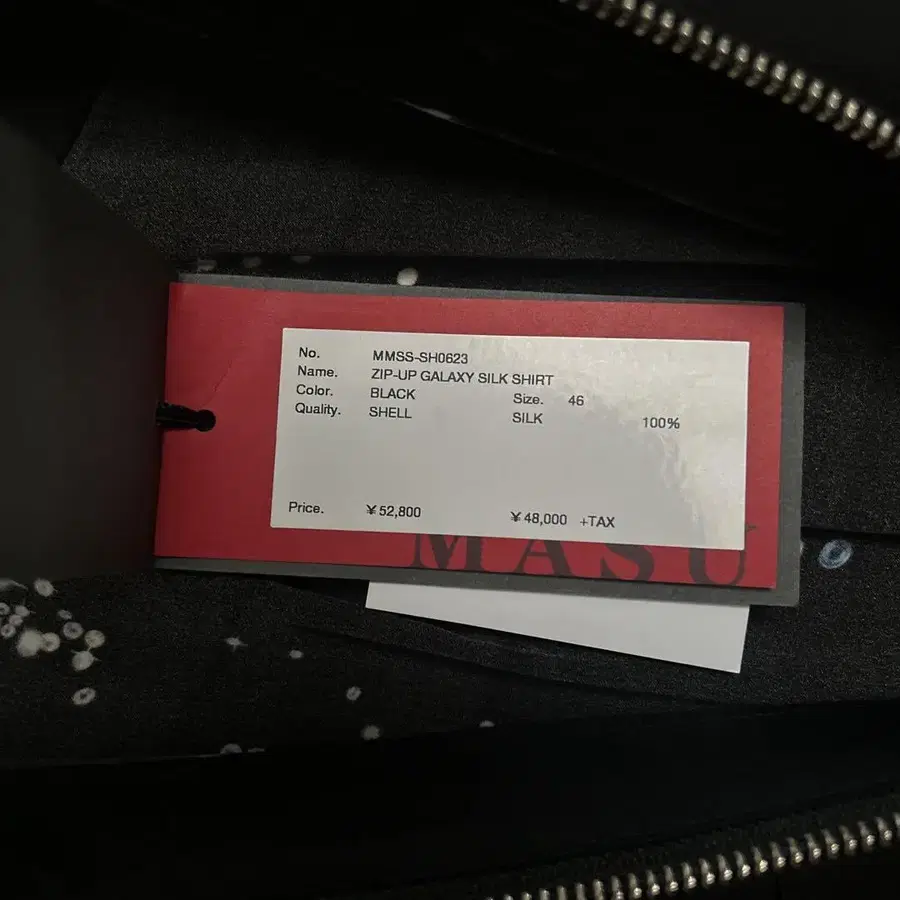 No. MMSS-SH0623
Name. ZIP-UP GALAXY SILK SHIRT
Color. BLACK Size. 46
Quality. SHELL SILK 100%
Price. ¥52,800 ¥48,000 +TAX
MASU